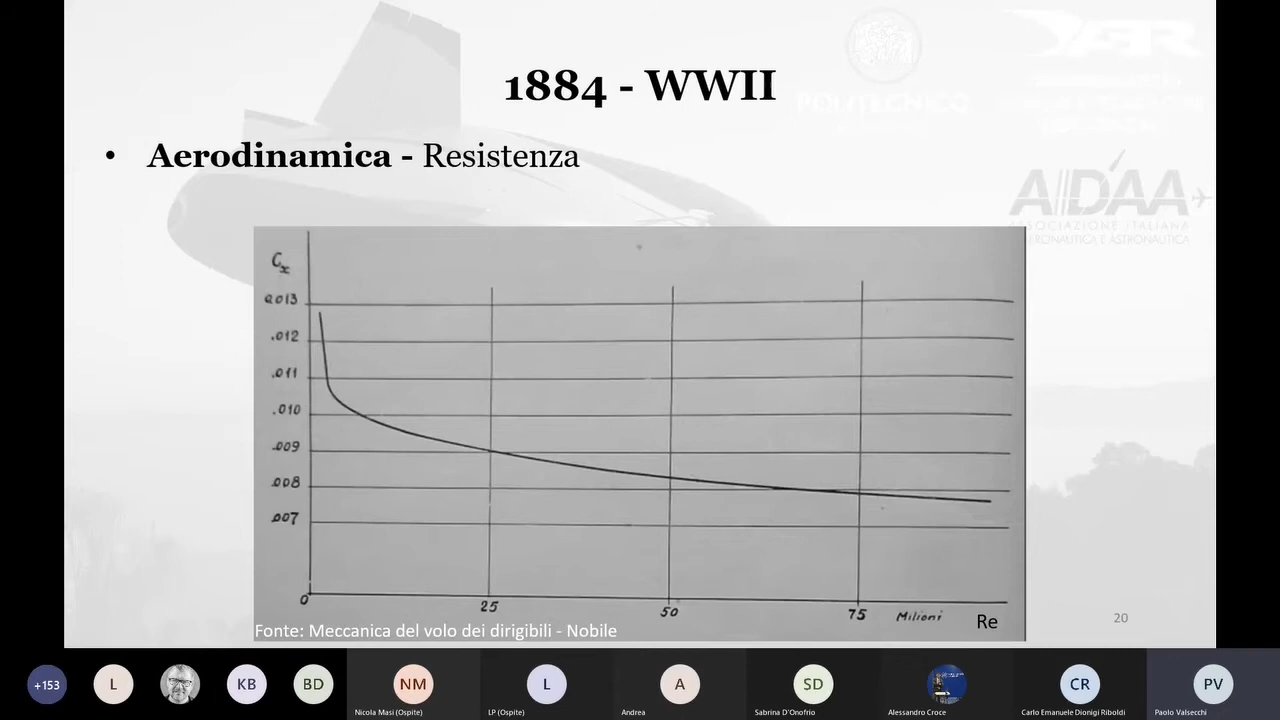 1884 - WWII
POLITECNICO
• Aerodinamica - Resistenza
AIDAA
ASSOCIAZIONE ITALIANA
AERONAUTICA E ASTRONAUTICA
Cx
0.013
.012
.011
.010
.009
.008
.007
0
25
50
75
Milioni
Re
Fonte: Meccanica del volo dei dirigibili - Nobile
20
+153
L
KB
BD
NM
L
A
SD
CR
PV
Nicola Masi (Ospite)
LP (Ospite)
Andrea
Sabrina D'Onofrio
Alessandro Croce
Carlo Emanuele Dionigi Riboldi
Paolo Valsecchi